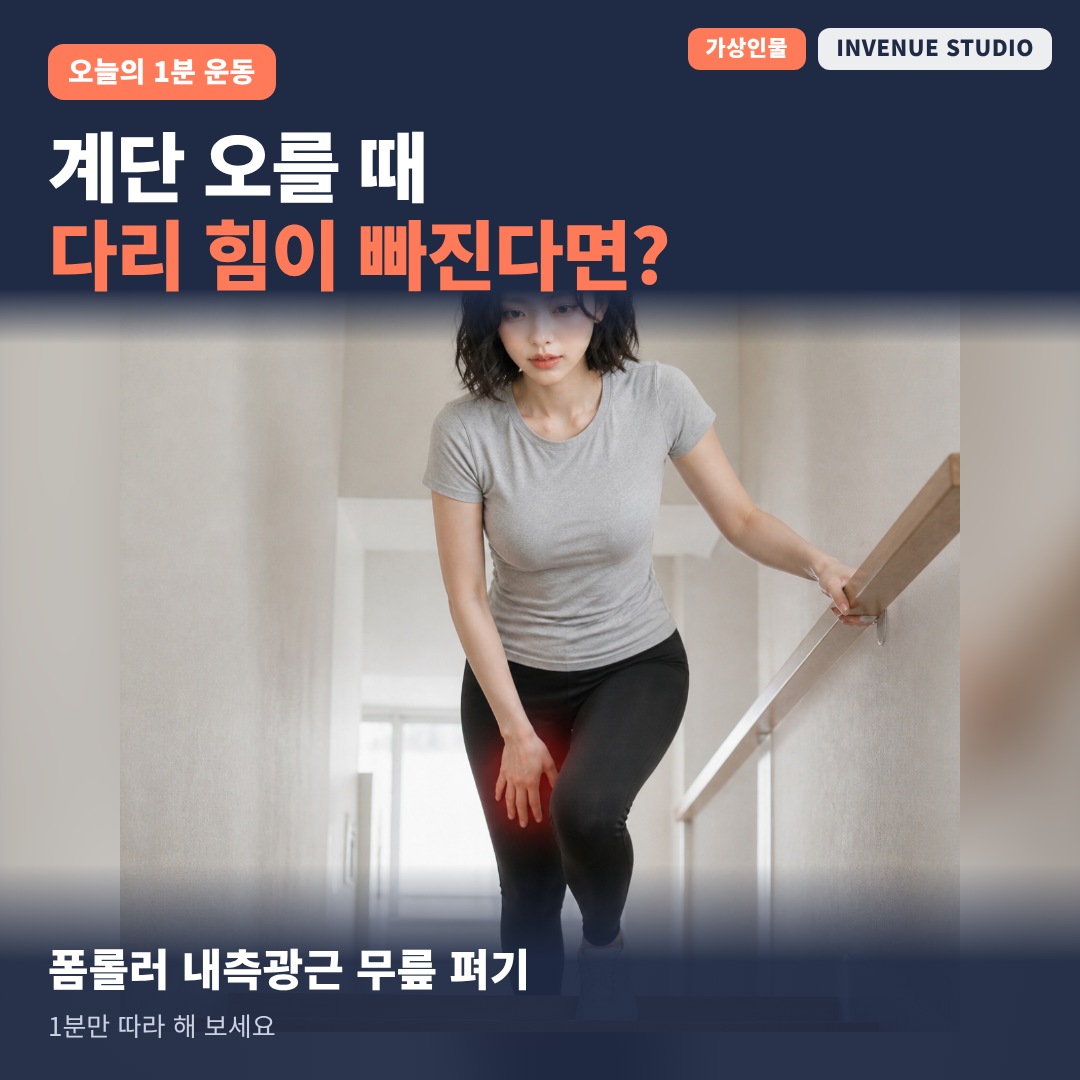 가상인물
INVENUE STUDIO
오늘의 1분 운동
계단 오를 때
다리 힘이 빠진다면?
폼롤러 내측광근 무릎 펴기
1분만 따라 해 보세요